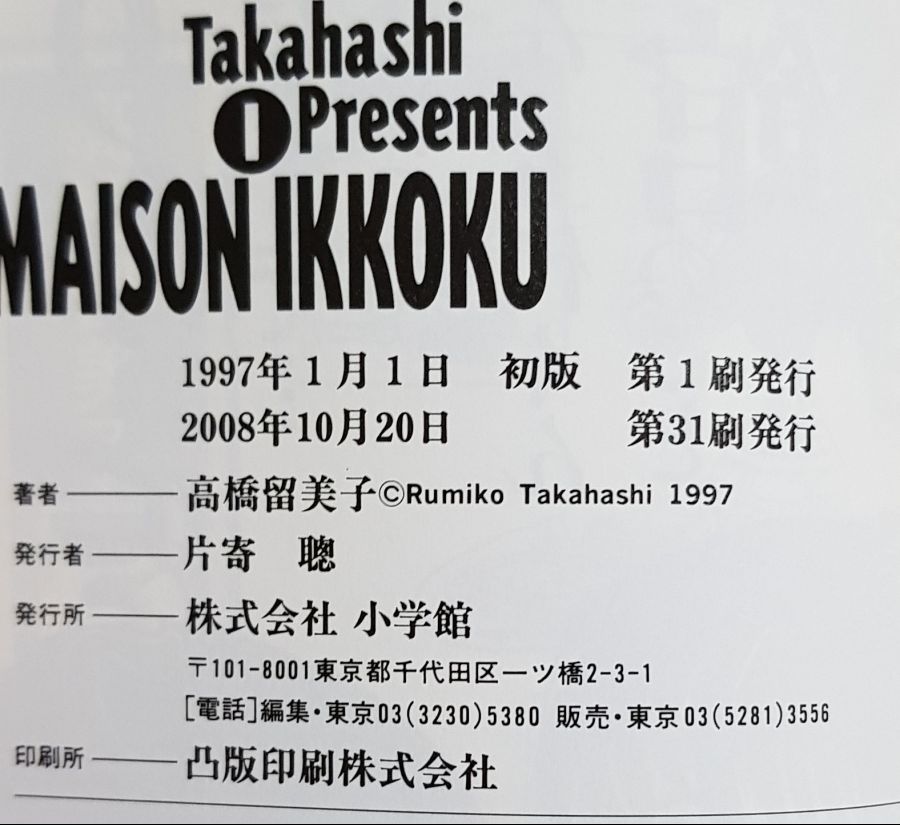 Takahashi
1 Presents
MAISON IKKOKU
1997年1月1日 初版 第1刷発行
2008年10月20日 第31刷発行
著者 高橋留美子©Rumiko Takahashi 1997
発行者 片寄 聰
発行所 株式会社 小学館
〒101-8001東京都千代田区一ツ橋2-3-1
[電話]編集・東京03(3230)5380 販売・東京03(5281)3556
印刷所 凸版印刷株式会社